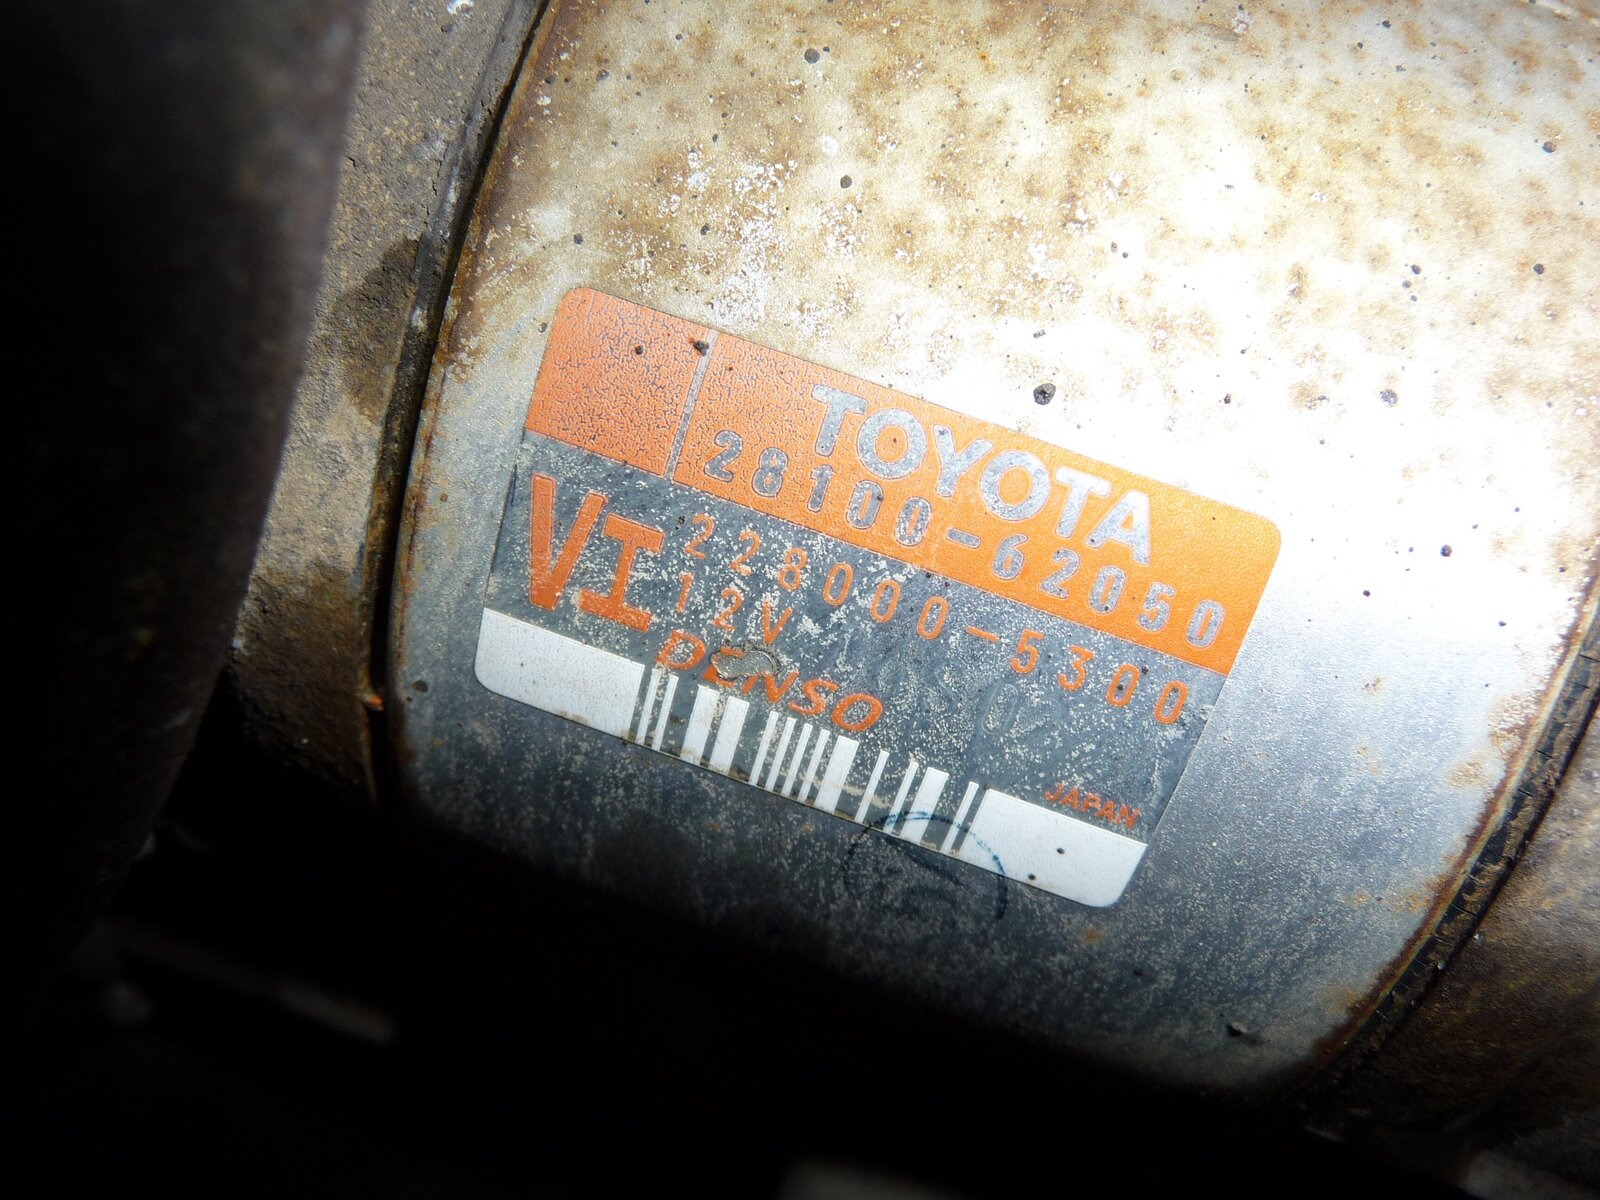 TOYOTA
28100-62050
VI
228000-5300
12V
DENSO
JAPAN